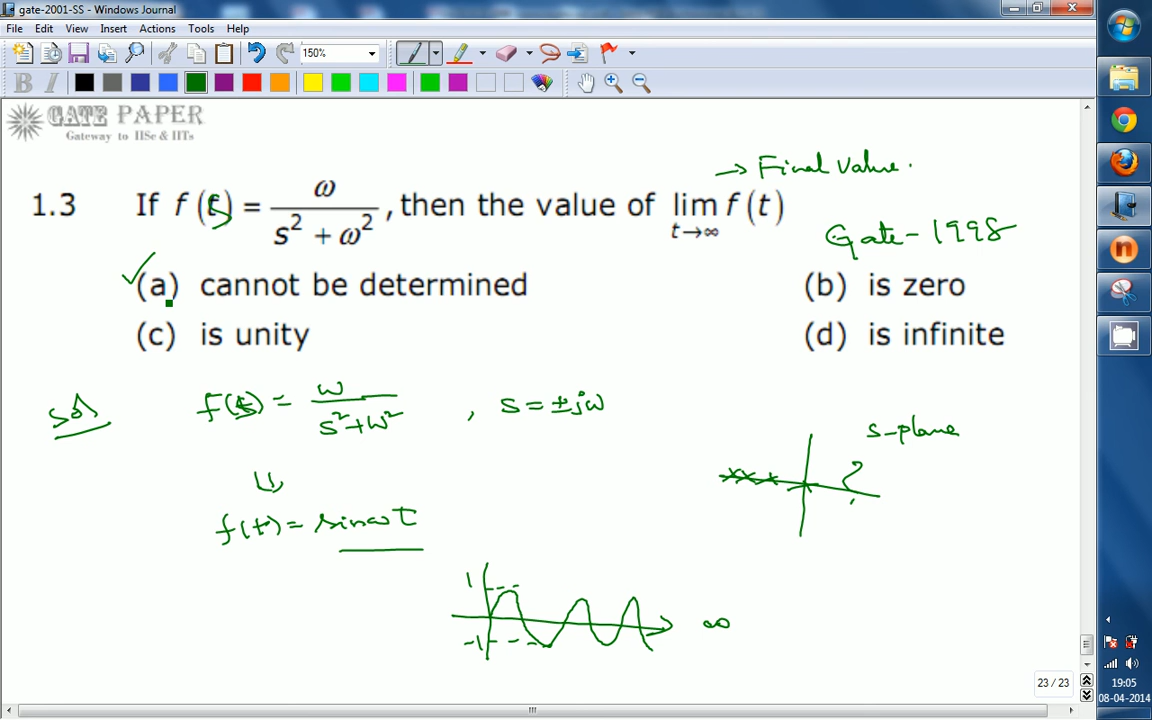 gate-2001-SS - Windows Journal
File Edit View Insert Actions Tools Help
150%
B I
GATE PAPER
Gateway to IISc & IITs
→ Final value.
1.3 If f (s) = ω / s² + ω² , then the value of lim t→∞ f (t)
Gate-1998
(a) cannot be determined (b) is zero
(c) is unity (d) is infinite
Sol f(s) = ω / s²+ω² , s = ±jω
s-plane
f(t) = sinωt
1
-1 ∞
23 / 23
19:05
08-04-2014